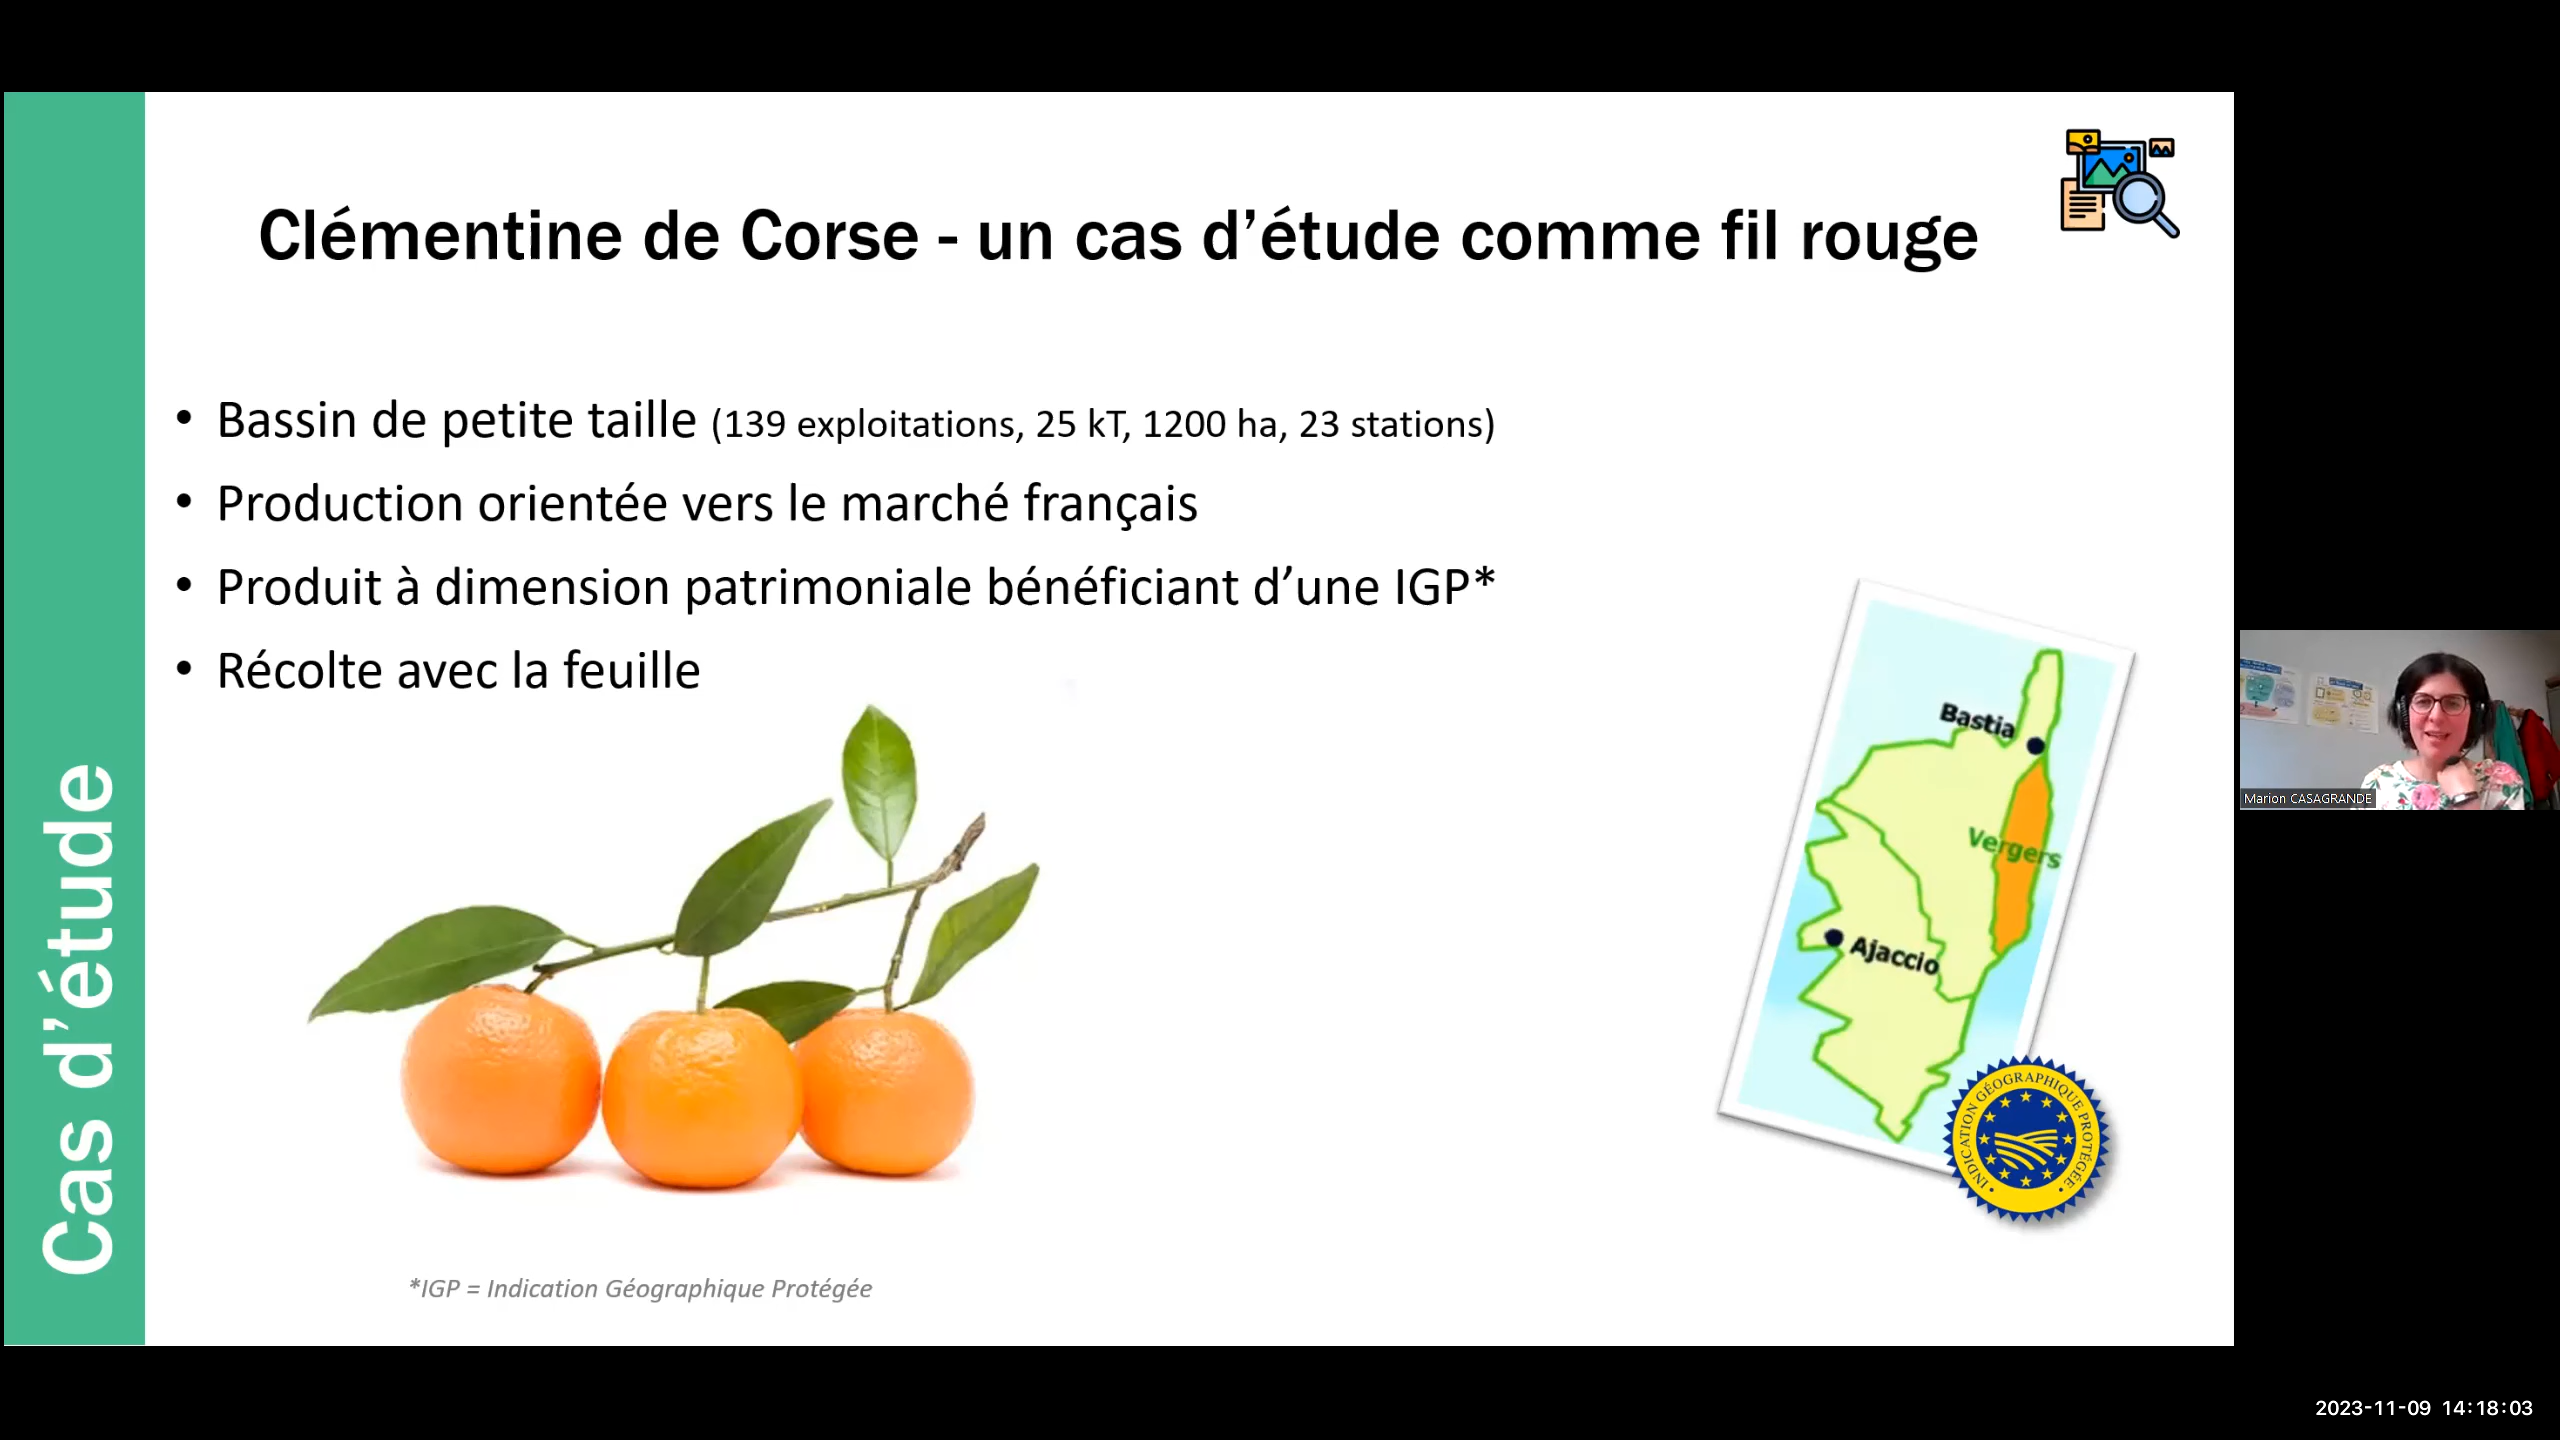 Clémentine de Corse - un cas d’étude comme fil rouge
• Bassin de petite taille (139 exploitations, 25 kT, 1200 ha, 23 stations)
• Production orientée vers le marché français
• Produit à dimension patrimoniale bénéficiant d’une IGP*
• Récolte avec la feuille
Cas d’étude
Bastia
Vergers
Ajaccio
INDICATION GÉOGRAPHIQUE PROTÉGÉE
*IGP = Indication Géographique Protégée
Marion CASAGRANDE
2023-11-09 14:18:03